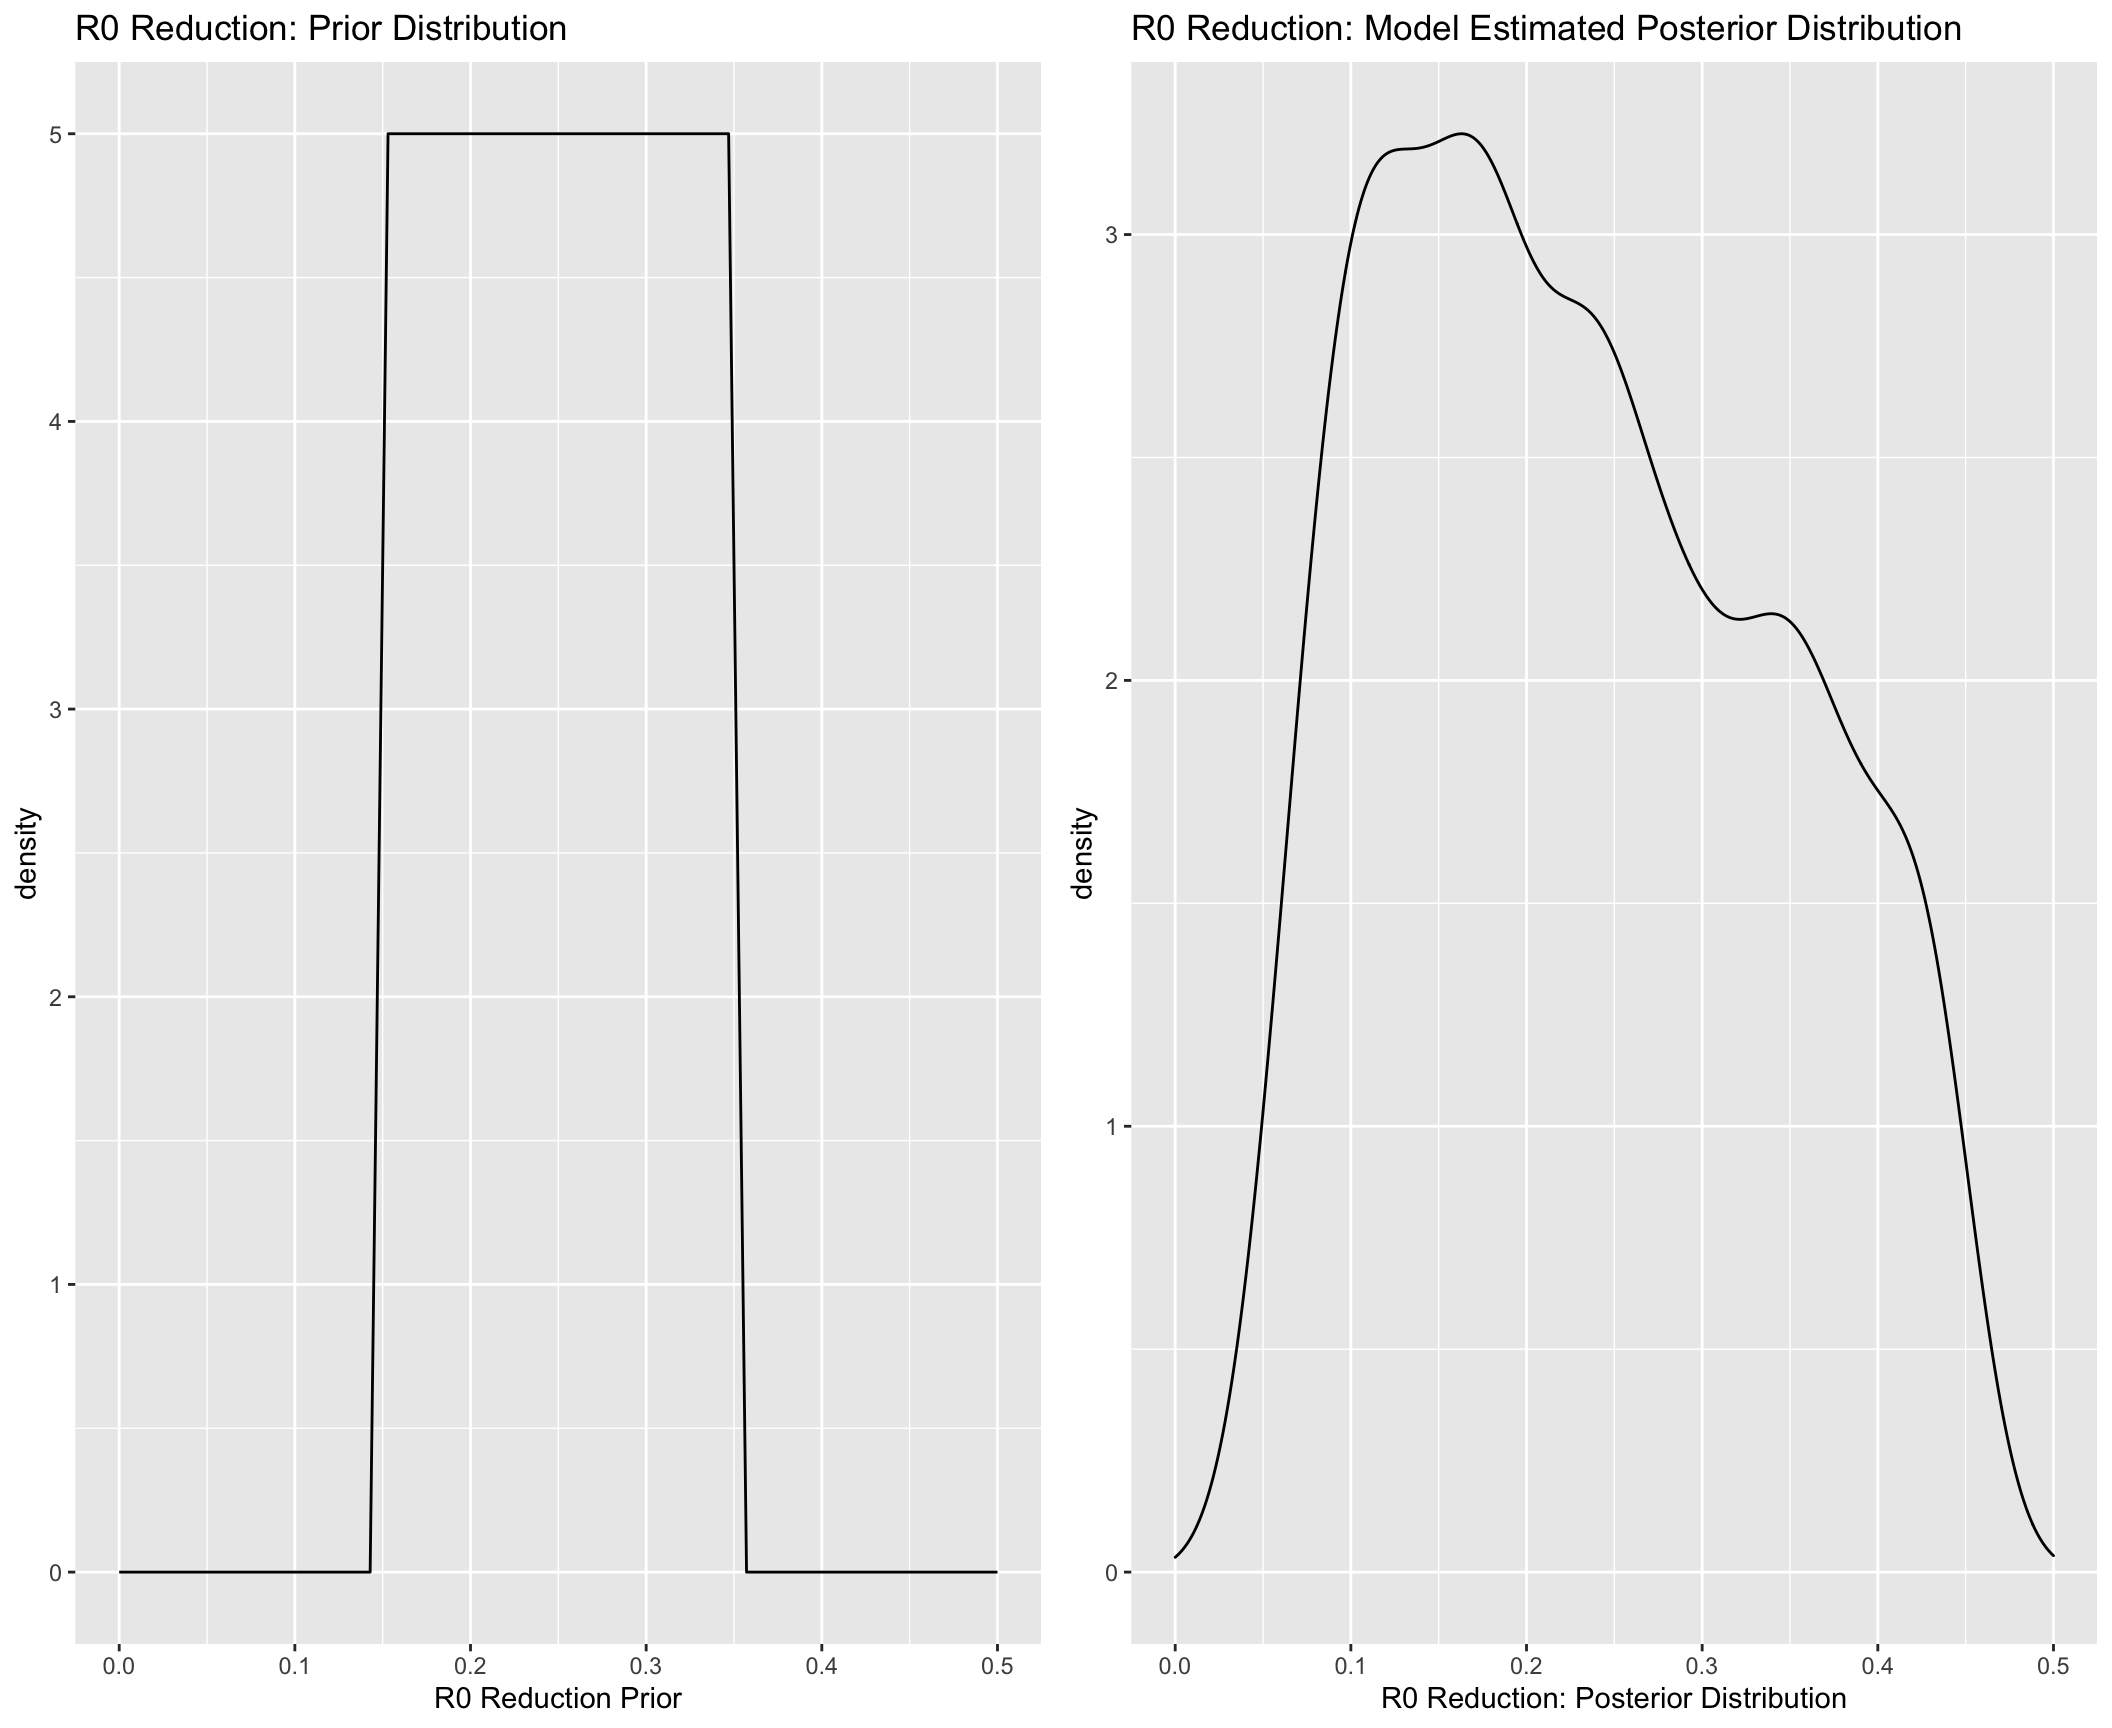 R0 Reduction: Prior Distribution
5
4
3
2
1
0
density
0.0 0.1 0.2 0.3 0.4 0.5
R0 Reduction Prior
R0 Reduction: Model Estimated Posterior Distribution
3
2
1
0
density
0.0 0.1 0.2 0.3 0.4 0.5
R0 Reduction: Posterior Distribution